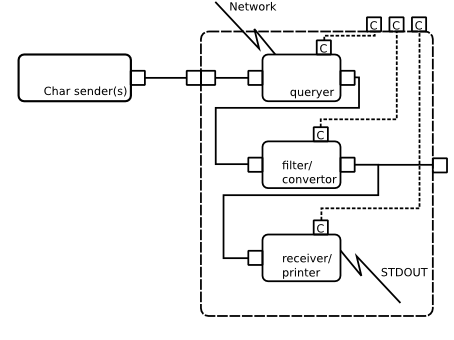 Network
C C C
C
Char sender(s)
queryer
C
filter/
convertor
C
receiver/
printer
STDOUT